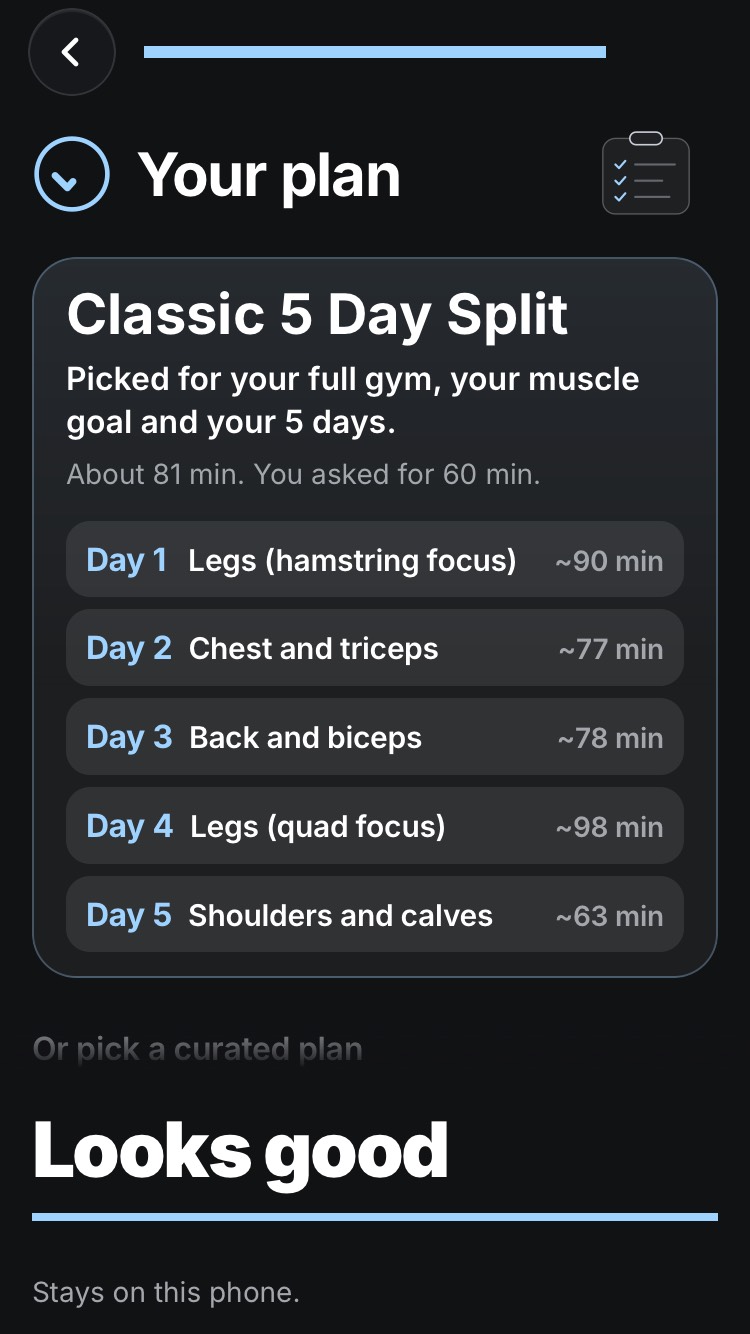 Your plan
Classic 5 Day Split
Picked for your full gym, your muscle
goal and your 5 days.
About 81 min. You asked for 60 min.
Day 1 Legs (hamstring focus) ~90 min
Day 2 Chest and triceps ~77 min
Day 3 Back and biceps ~78 min
Day 4 Legs (quad focus) ~98 min
Day 5 Shoulders and calves ~63 min
Or pick a curated plan
Looks good
Stays on this phone.